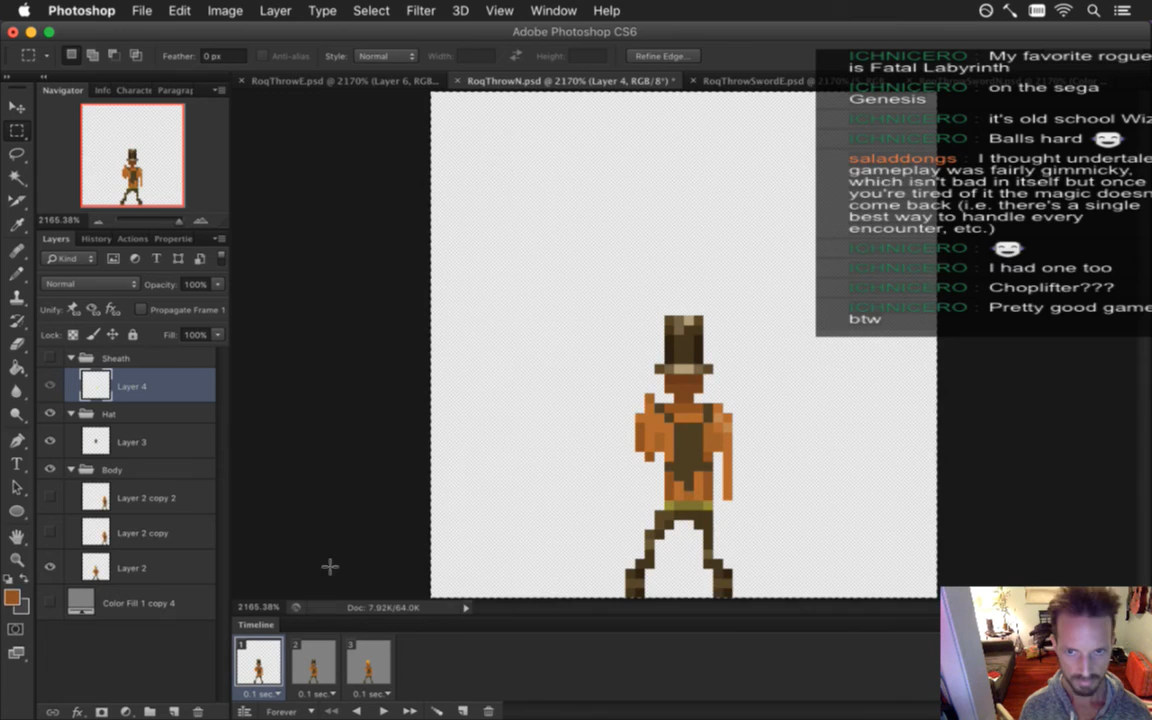 Photoshop File Edit Image Layer Type Select Filter 3D View Window Help
Adobe Photoshop CS6
Feather: 0 px Anti-alias Style: Normal Width: Height: Refine Edge...
RoqThrowE.psd @ 2170% (Layer 6, RGB... × RoqThrowN.psd @ 2170% (Layer 4, RGB/8*) * × RoqThrowSwordE.psd @
Navigator Info Characte Paragra
2165.38%
Layers History Actions Propertie
Kind
Normal Opacity: 100%
Unify: Propagate Frame 1
Lock: Fill: 100%
Sheath
Layer 4
Hat
Layer 3
Body
Layer 2 copy 2
Layer 2 copy
Layer 2
Color Fill 1 copy 4
ICHNICERO : My favorite rogue
is Fatal Labyrinth
ICHNICERO : on the sega
Genesis
ICHNICERO : it's old school Wiz
ICHNICERO : Balls hard
saladdongs : I thought undertale
gameplay was fairly gimmicky,
which isn't bad in itself but once
you're tired of it the magic doesn
come back (i.e. there's a single
best way to handle every
encounter, etc.)
ICHNICERO :
ICHNICERO : I had one too
ICHNICERO : Choplifter???
ICHNICERO : Pretty good game
btw
2165.38% Doc: 7.92K/64.0K
Timeline
1 2 3
0.1 sec. 0.1 sec. 0.1 sec.
Forever